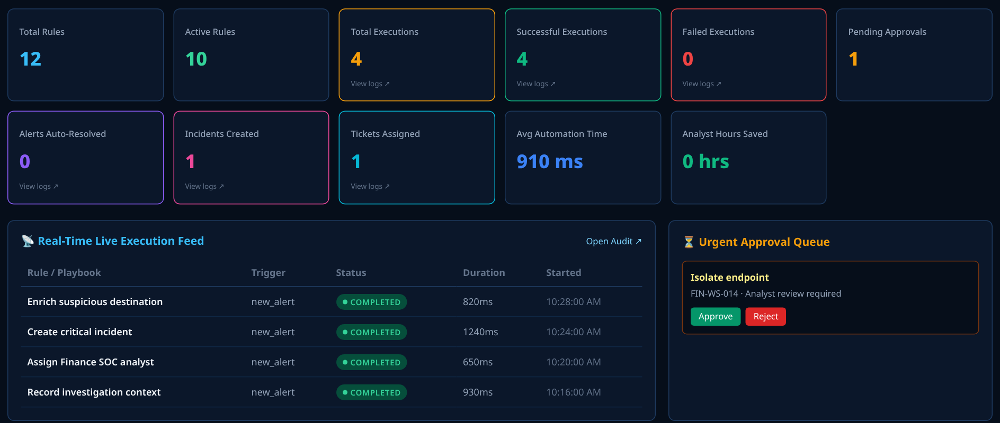 Total Rules
12
Active Rules
10
Total Executions
4
View logs ↗
Successful Executions
4
View logs ↗
Failed Executions
0
View logs ↗
Pending Approvals
1
Alerts Auto-Resolved
0
View logs ↗
Incidents Created
1
View logs ↗
Tickets Assigned
1
View logs ↗
Avg Automation Time
910 ms
Analyst Hours Saved
0 hrs
📡 Real-Time Live Execution Feed
Open Audit ↗
Rule / Playbook Trigger Status Duration Started
Enrich suspicious destination new_alert COMPLETED 820ms 10:28:00 AM
Create critical incident new_alert COMPLETED 1240ms 10:24:00 AM
Assign Finance SOC analyst new_alert COMPLETED 650ms 10:20:00 AM
Record investigation context new_alert COMPLETED 930ms 10:16:00 AM
⏳ Urgent Approval Queue
Isolate endpoint
FIN-WS-014 · Analyst review required
Approve Reject